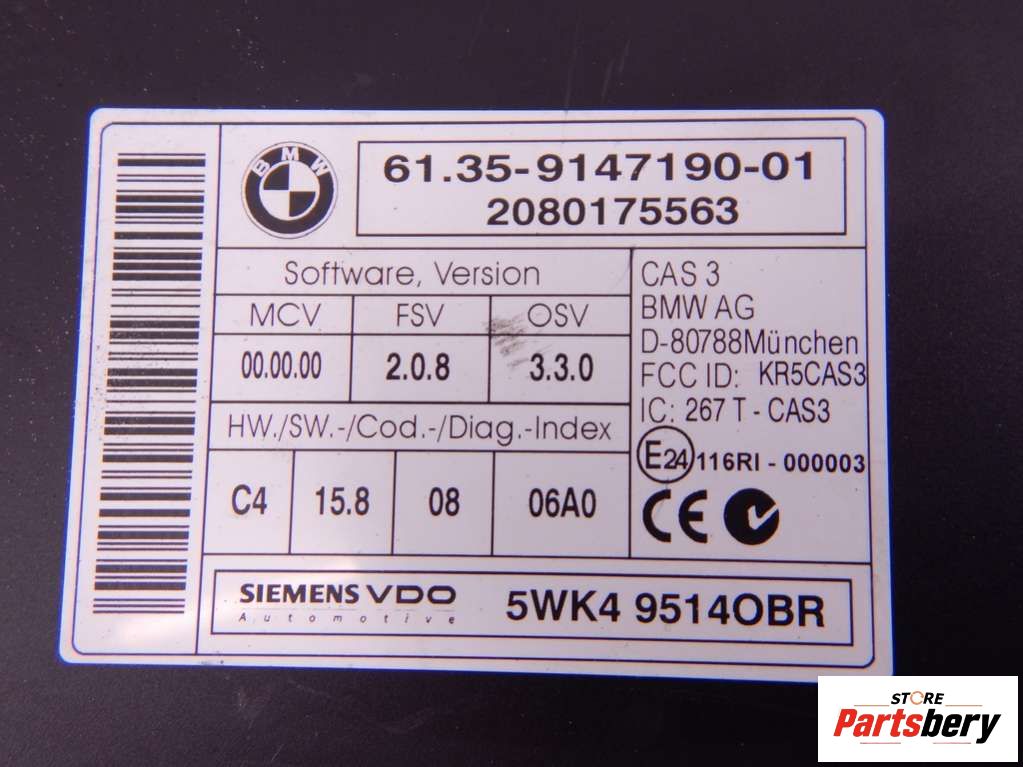 BMW
61.35-9147190-01
2080175563
Software, Version
MCV FSV OSV
00.00.00 2.0.8 3.3.0
HW./SW.-/Cod.-/Diag.-Index
C4 15.8 08 06A0
CAS 3
BMW AG
D-80788München
FCC ID: KR5CAS3
IC: 267 T - CAS3
E24 116RI - 000003
CE
SIEMENS VDO
Automotive
5WK4 9514OBR
STORE
Partsbery